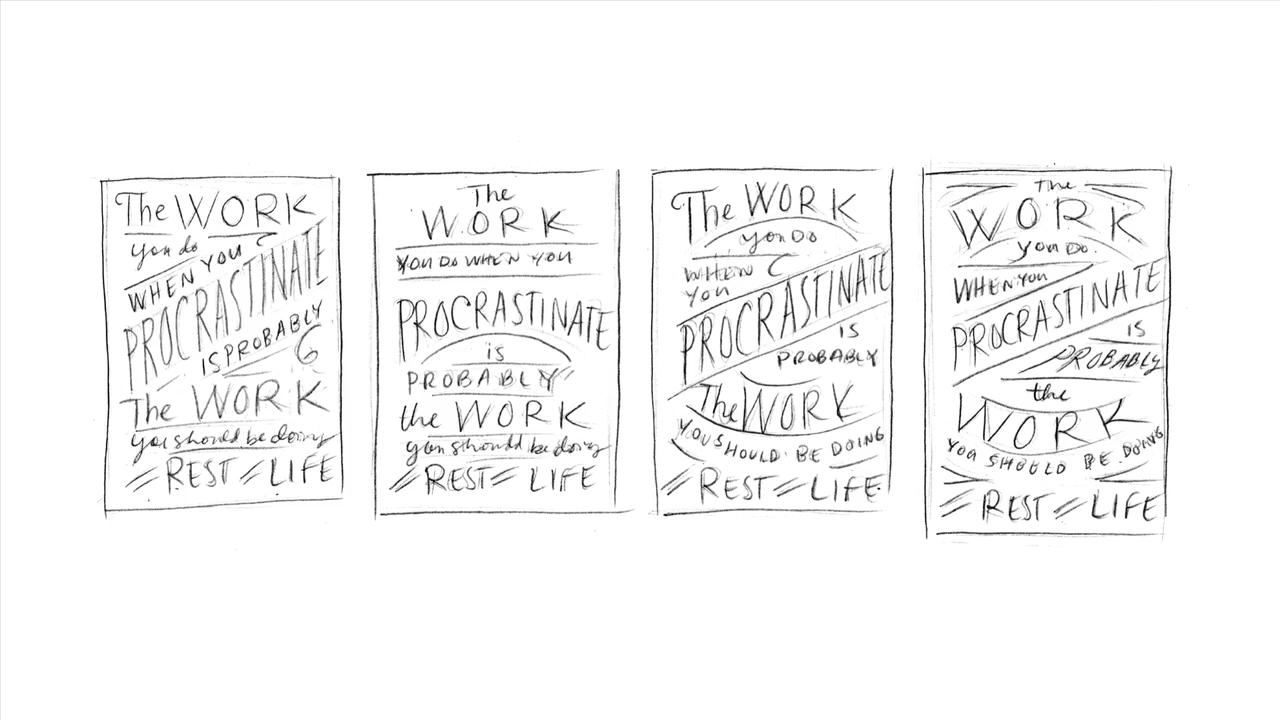 The WORK
you do
WHEN YOU
PROCRASTINATE
IS PROBABLY
The WORK
you should be doing
REST LIFE
The
WORK
YOU DO WHEN YOU
PROCRASTINATE
is
PROBABLY
the WORK
you should be doing
REST LIFE
The WORK
you DO
WHEN
YOU
PROCRASTINATE
IS
PROBABLY
The WORK
YOU SHOULD BE DOING
REST LIFE
the
WORK
you DO
WHEN YOU
PROCRASTINATE
IS
PROBABLY
the
WORK
YOU SHOULD BE DOING
REST LIFE